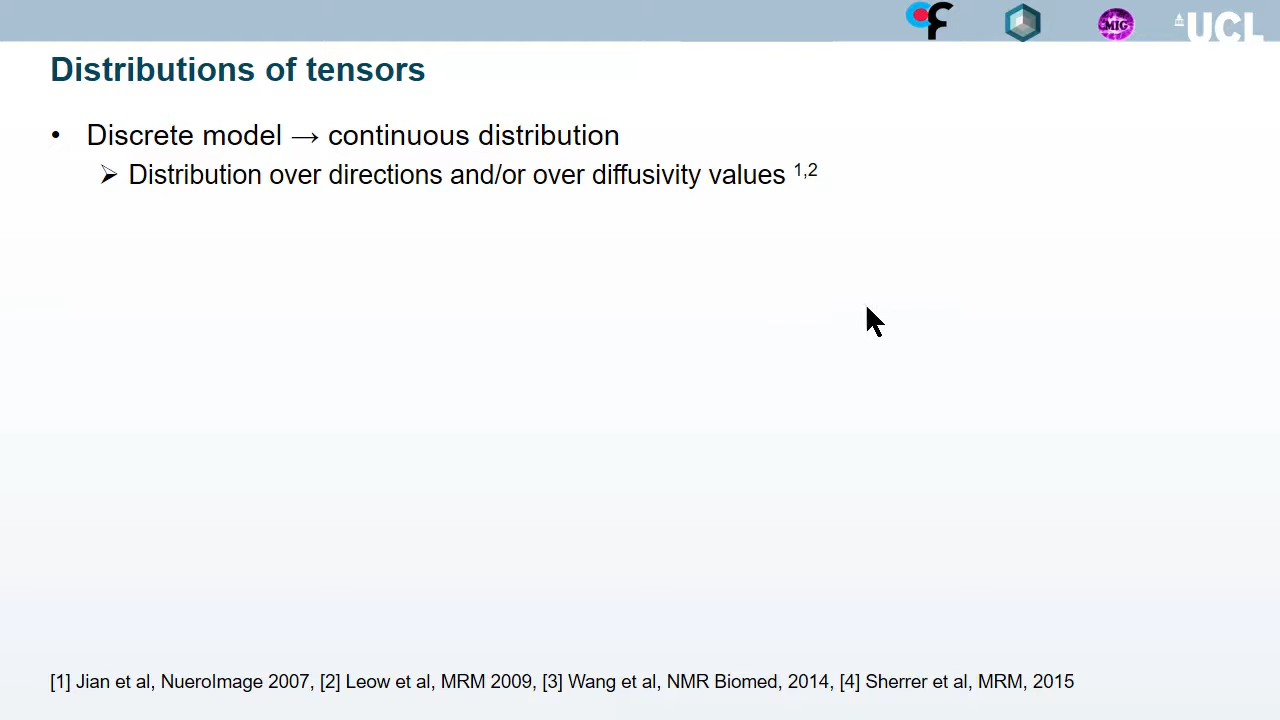 MIG
UCL
Distributions of tensors
• Discrete model → continuous distribution
➢ Distribution over directions and/or over diffusivity values 1,2
[1] Jian et al, NueroImage 2007, [2] Leow et al, MRM 2009, [3] Wang et al, NMR Biomed, 2014, [4] Sherrer et al, MRM, 2015